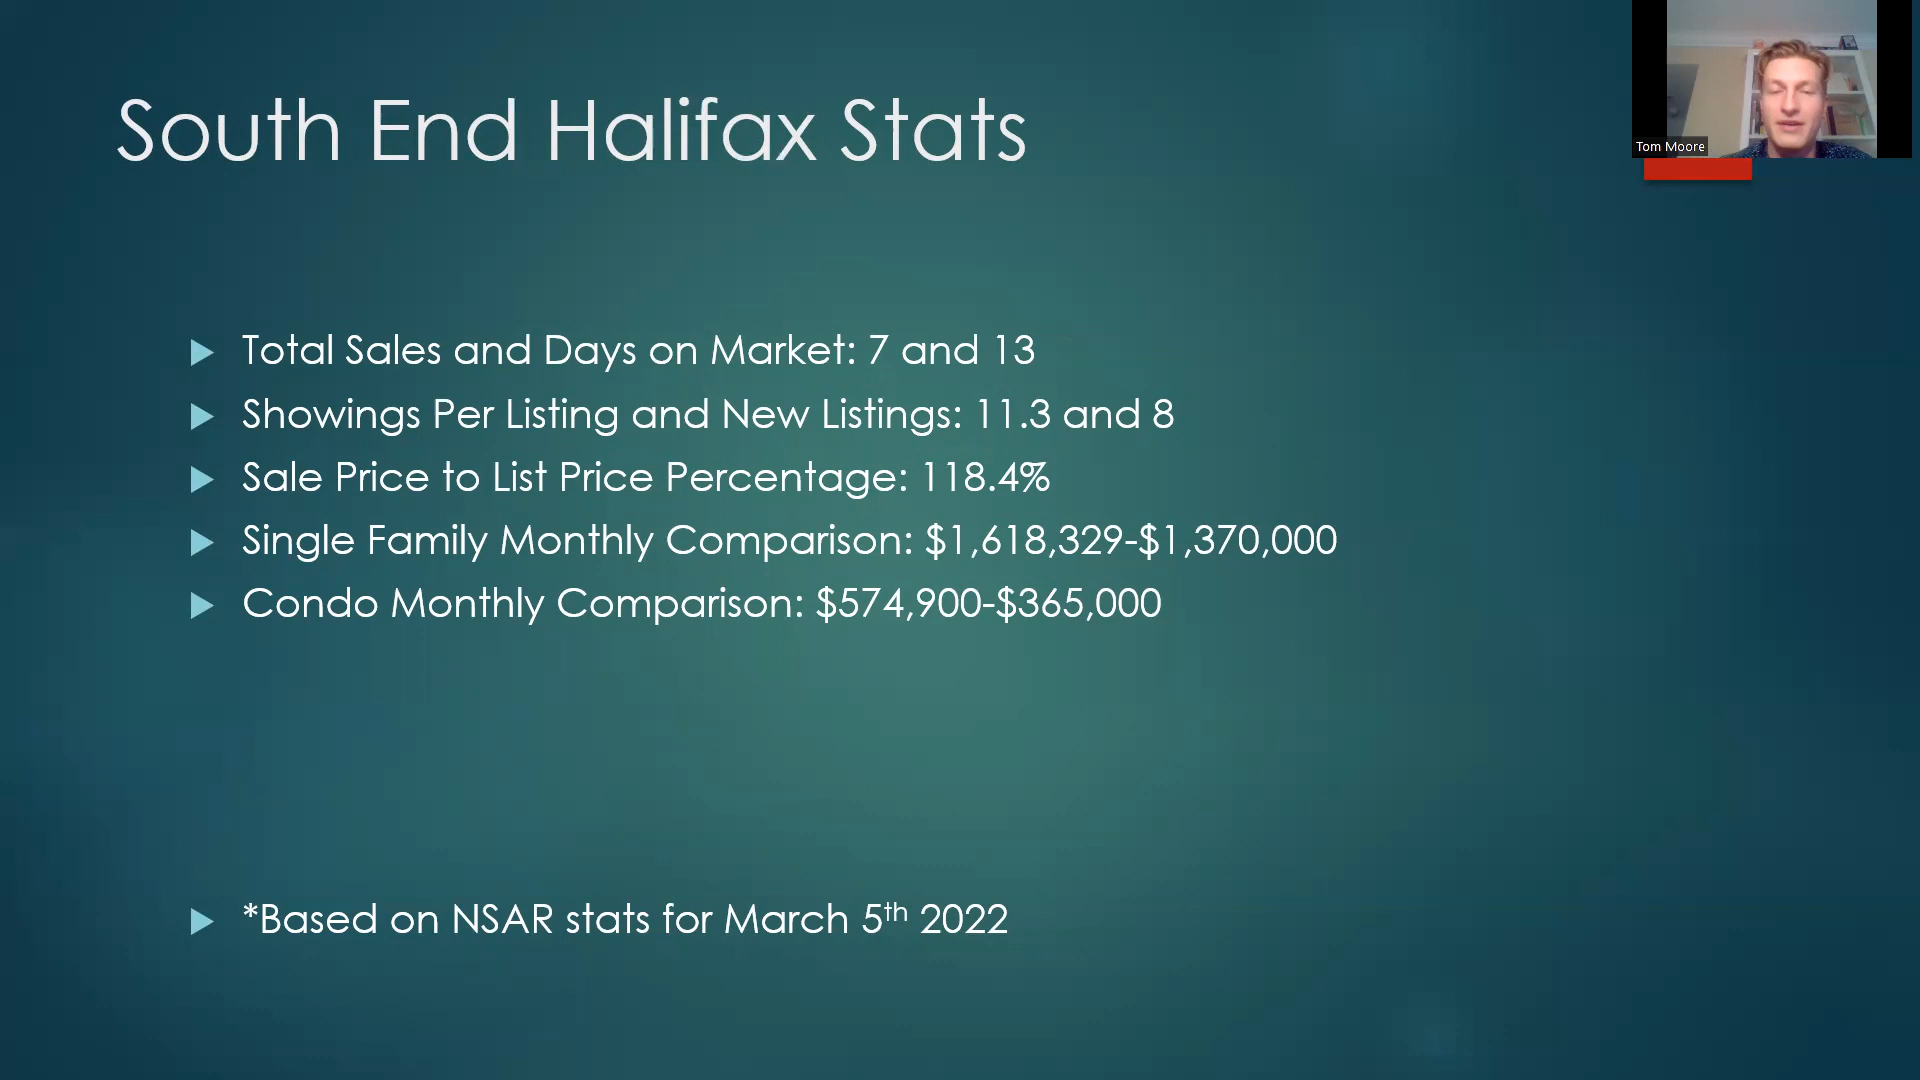 South End Halifax Stats
Tom Moore
Total Sales and Days on Market: 7 and 13
Showings Per Listing and New Listings: 11.3 and 8
Sale Price to List Price Percentage: 118.4%
Single Family Monthly Comparison: $1,618,329-$1,370,000
Condo Monthly Comparison: $574,900-$365,000
*Based on NSAR stats for March 5th 2022